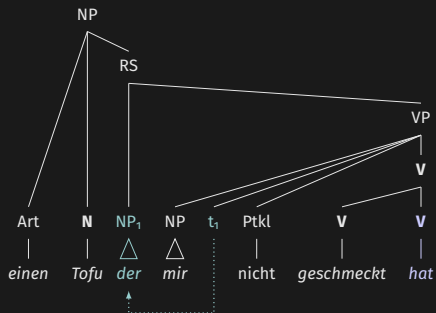 NP
RS
VP
V
Art N NP₁ NP t₁ Ptkl V V
einen Tofu der mir nicht geschmeckt hat